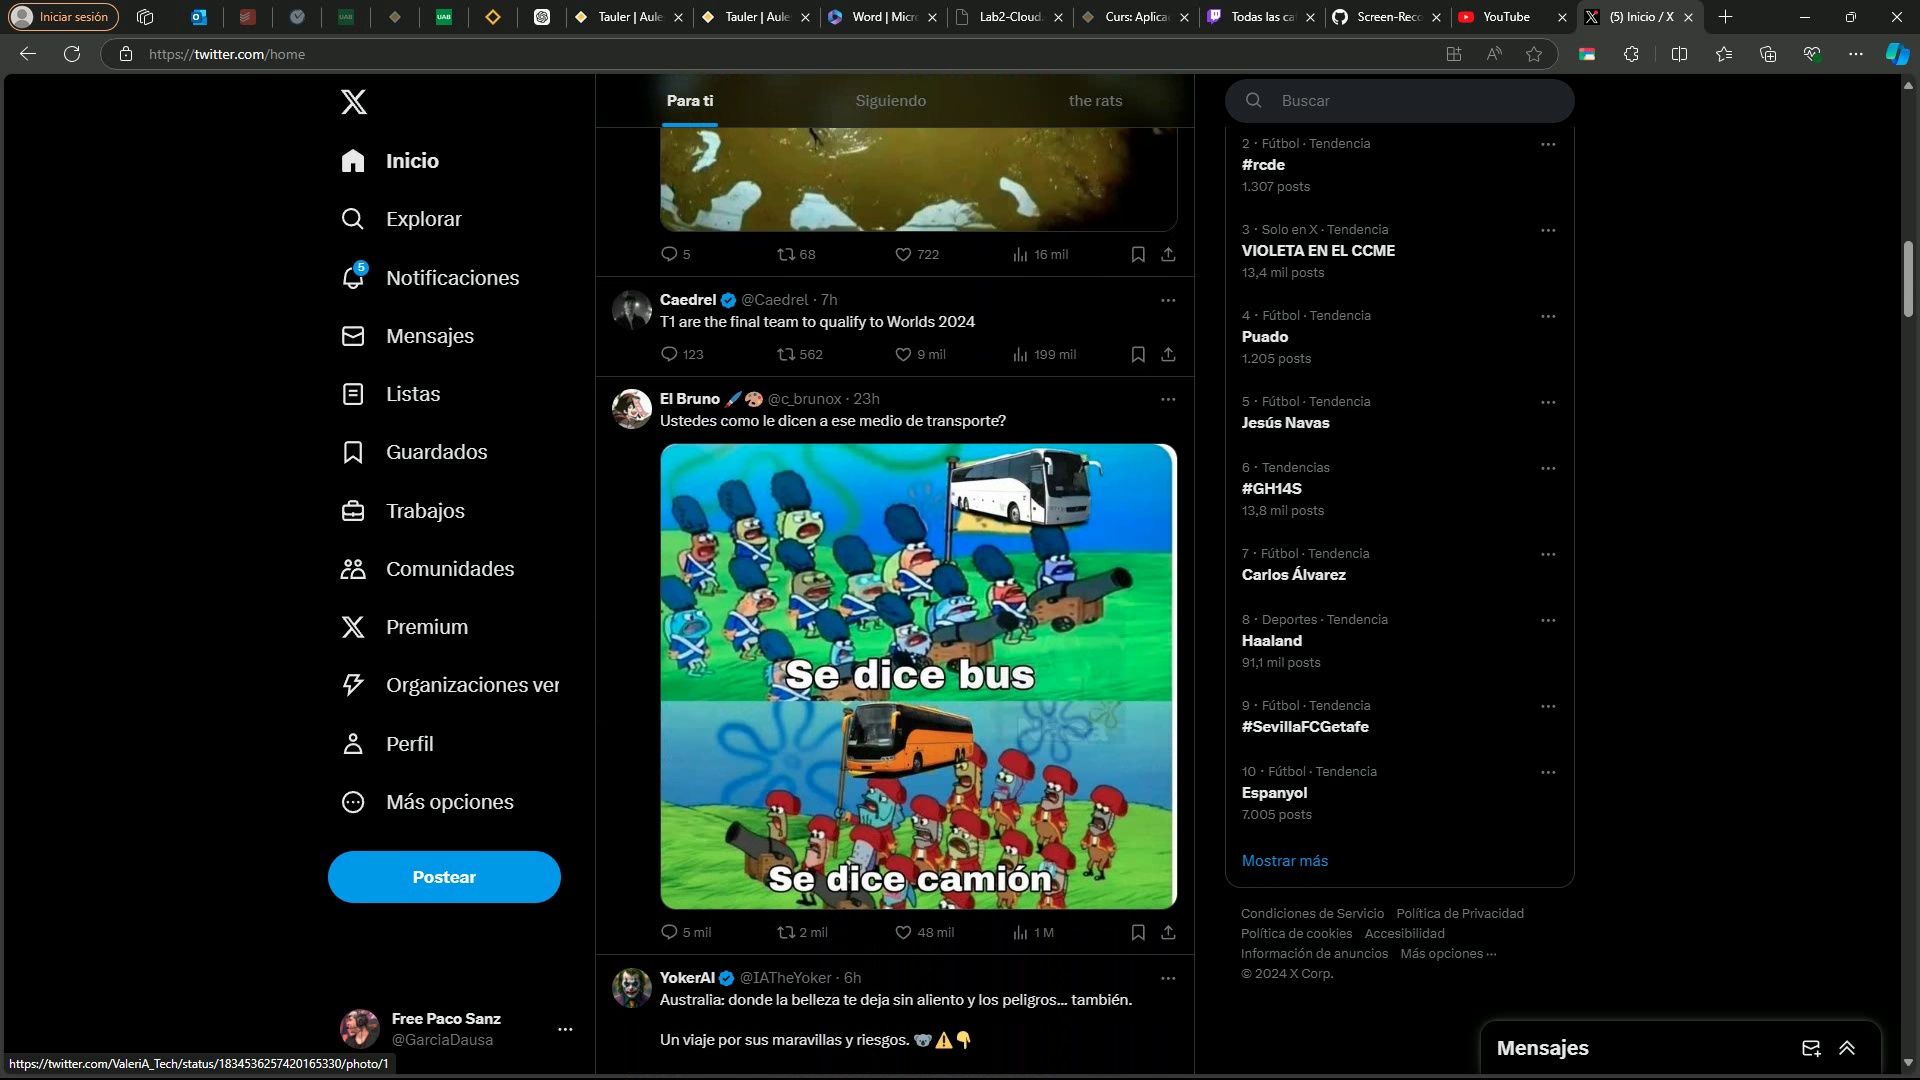 Iniciar sesión
Tauler | Aule
Tauler | Aule
Word | Micr
Lab2-Cloud
Curs: Aplica
Todas las ca
Screen-Reco
YouTube
(5) Inicio / X
https://twitter.com/home
Inicio
Explorar
5
Notificaciones
Mensajes
Listas
Guardados
Trabajos
Comunidades
Premium
Organizaciones ver
Perfil
Más opciones
Postear
Free Paco Sanz
@GarciaDausa
https://twitter.com/ValeriA_Tech/status/1834536257420165330/photo/1
Para ti
Siguiendo
the rats
5 68 722 16 mil
Caedrel @Caedrel · 7h
T1 are the final team to qualify to Worlds 2024
123 562 9 mil 199 mil
El Bruno 🖌️🎨 @c_brunox · 23h
Ustedes como le dicen a ese medio de transporte?
Se dice bus
Se dice camión
5 mil 2 mil 48 mil 1 M
YokerAI @IATheYoker · 6h
Australia: donde la belleza te deja sin aliento y los peligros... también.
Un viaje por sus maravillas y riesgos. 🐨⚠️👇
Buscar
2 · Fútbol · Tendencia
#rcde
1.307 posts
3 · Solo en X · Tendencia
VIOLETA EN EL CCME
13,4 mil posts
4 · Fútbol · Tendencia
Puado
1.205 posts
5 · Fútbol · Tendencia
Jesús Navas
6 · Tendencias
#GH14S
13,8 mil posts
7 · Fútbol · Tendencia
Carlos Álvarez
8 · Deportes · Tendencia
Haaland
91,1 mil posts
9 · Fútbol · Tendencia
#SevillaFCGetafe
10 · Fútbol · Tendencia
Espanyol
7.005 posts
Mostrar más
Condiciones de Servicio Política de Privacidad
Política de cookies Accesibilidad
Información de anuncios Más opciones ···
© 2024 X Corp.
Mensajes